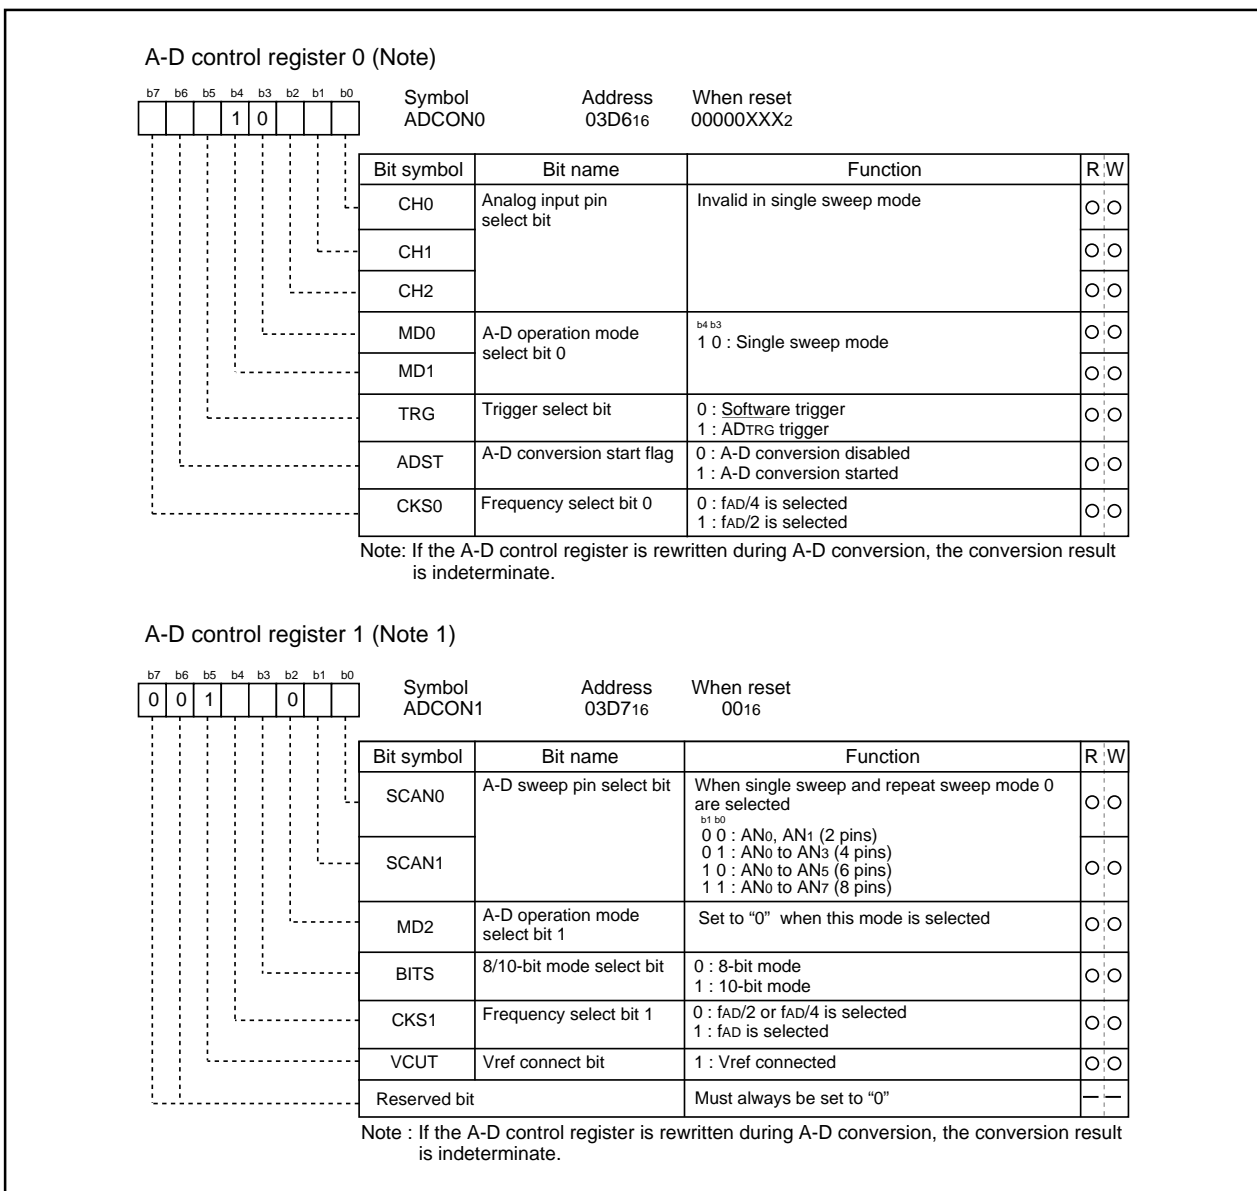 A-D control register 0 (Note)
b7 b6 b5 b4 b3 b2 b1 b0
1 0
Symbol Address When reset
ADCON0 03D616 00000XXX2
Bit symbol Bit name Function R W
CH0 Analog input pin select bit Invalid in single sweep mode
CH1
CH2
MD0 A-D operation mode select bit 0 b4 b3
1 0 : Single sweep mode
MD1
TRG Trigger select bit 0 : Software trigger
1 : ADTRG trigger
ADST A-D conversion start flag 0 : A-D conversion disabled
1 : A-D conversion started
CKS0 Frequency select bit 0 0 : fAD/4 is selected
1 : fAD/2 is selected
Note: If the A-D control register is rewritten during A-D conversion, the conversion result
is indeterminate.
A-D control register 1 (Note 1)
b7 b6 b5 b4 b3 b2 b1 b0
0 0 1 0
Symbol Address When reset
ADCON1 03D716 0016
Bit symbol Bit name Function R W
SCAN0 A-D sweep pin select bit When single sweep and repeat sweep mode 0
are selected
b1 b0
0 0 : AN0, AN1 (2 pins)
0 1 : AN0 to AN3 (4 pins)
SCAN1 1 0 : AN0 to AN5 (6 pins)
1 1 : AN0 to AN7 (8 pins)
MD2 A-D operation mode select bit 1 Set to “0” when this mode is selected
BITS 8/10-bit mode select bit 0 : 8-bit mode
1 : 10-bit mode
CKS1 Frequency select bit 1 0 : fAD/2 or fAD/4 is selected
1 : fAD is selected
VCUT Vref connect bit 1 : Vref connected
Reserved bit Must always be set to “0”
Note : If the A-D control register is rewritten during A-D conversion, the conversion result
is indeterminate.